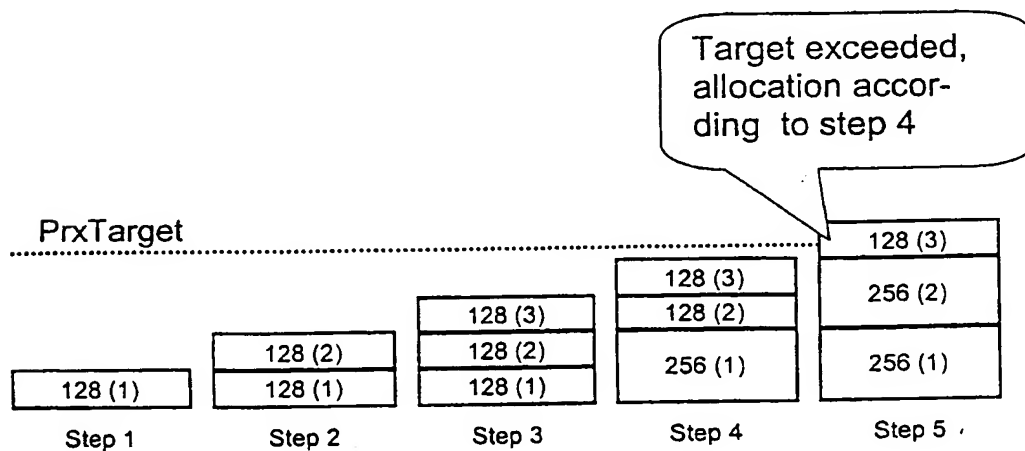 Target exceeded,
allocation accor-
ding to step 4
PrxTarget
128 (1)
Step 1
128 (2)
128 (1)
Step 2
128 (3)
128 (2)
128 (1)
Step 3
128 (3)
128 (2)
256 (1)
Step 4
128 (3)
256 (2)
256 (1)
Step 5